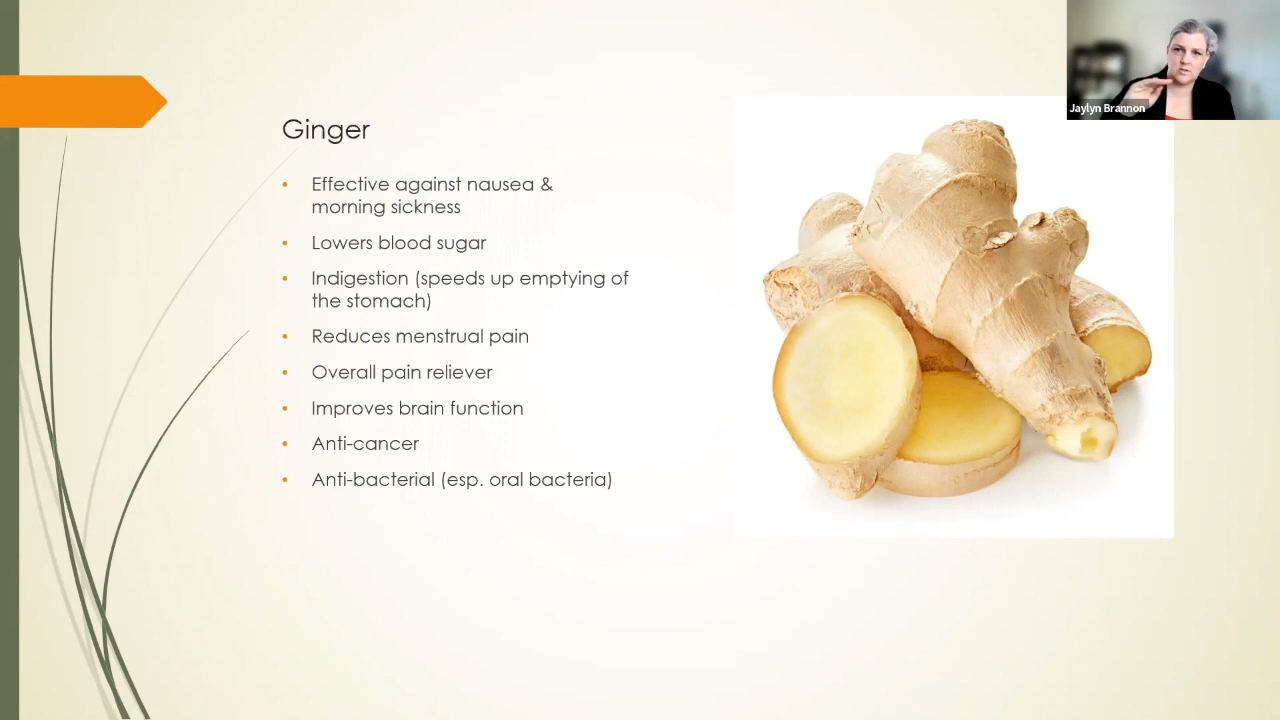 Jaylyn Brannon
Ginger
• Effective against nausea &
morning sickness
• Lowers blood sugar
• Indigestion (speeds up emptying of
the stomach)
• Reduces menstrual pain
• Overall pain reliever
• Improves brain function
• Anti-cancer
• Anti-bacterial (esp. oral bacteria)